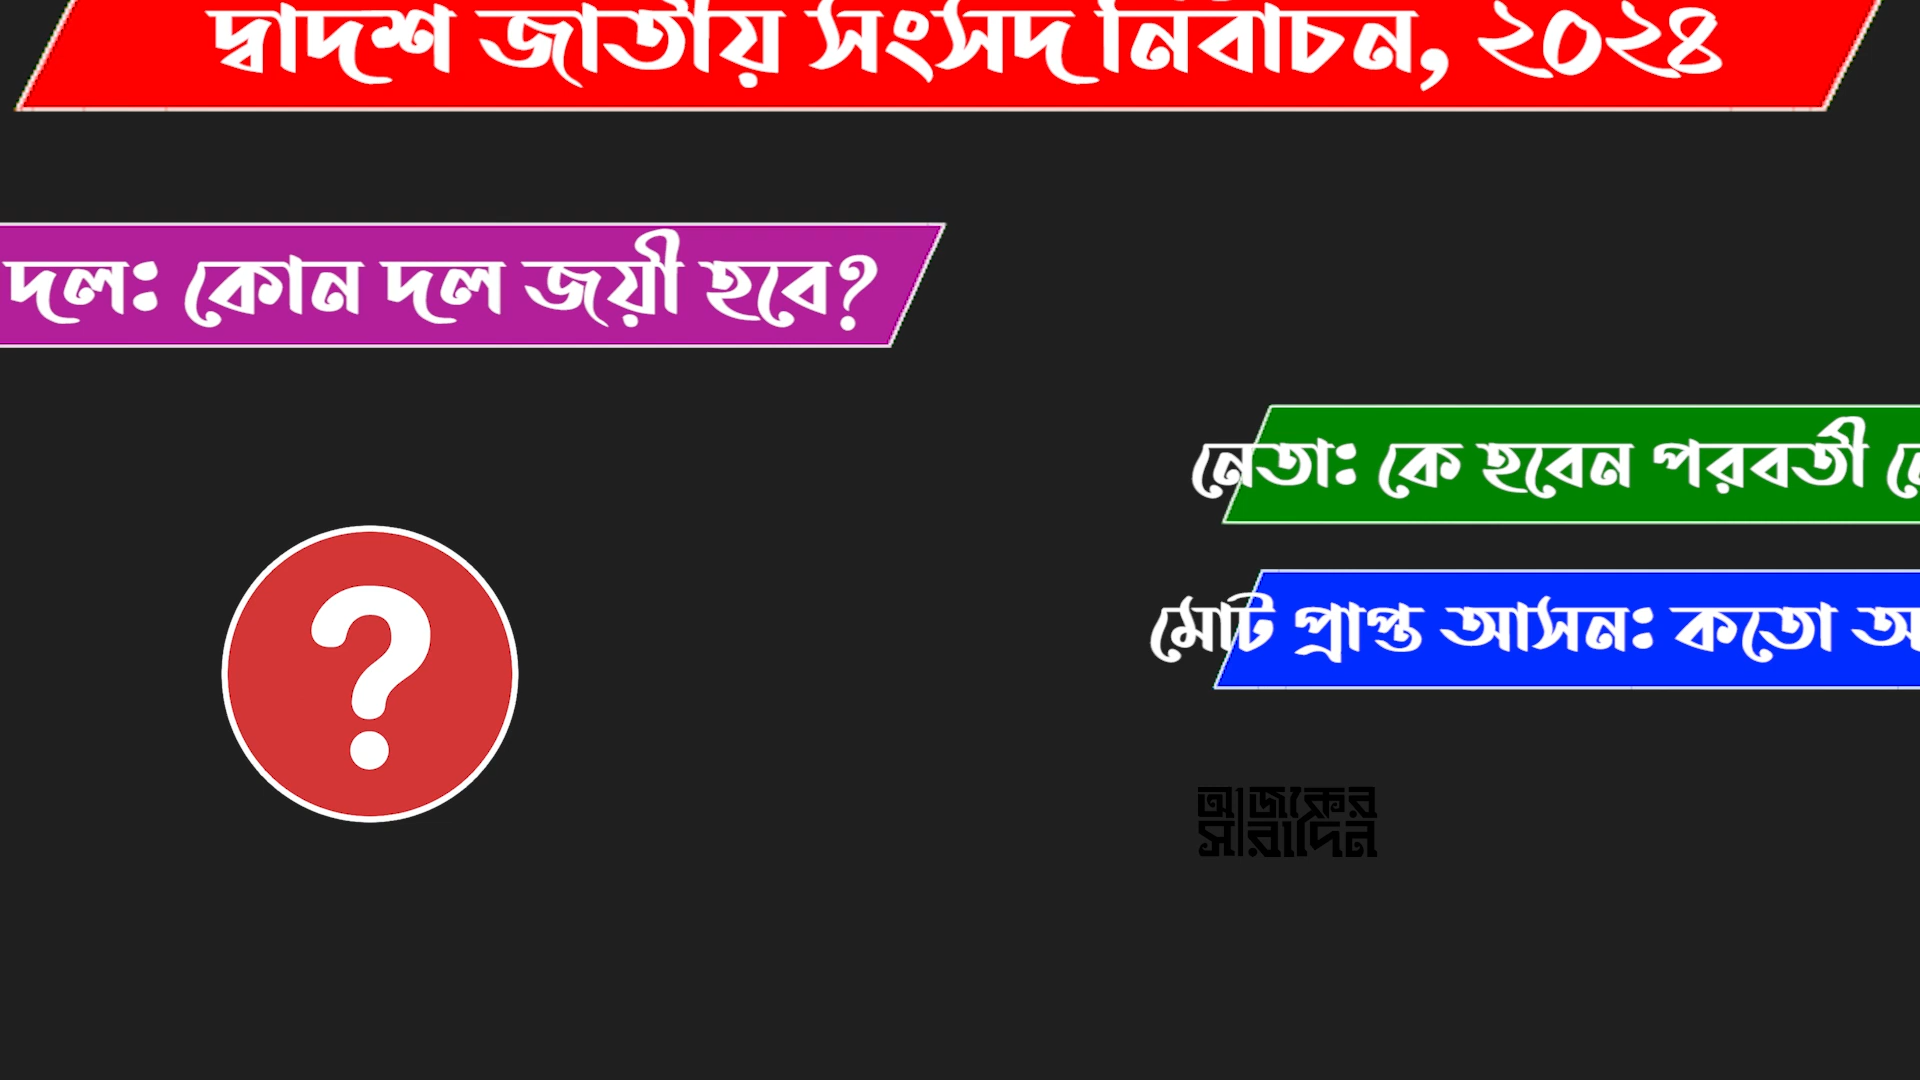 দ্বাদশ জাতীয় সংসদ নির্বাচন, ২০২৪
দল: কোন দল জয়ী হবে?
নেতা: কে হবেন পরবর্তী
মোট প্রাপ্ত আসন: কতো
আজকের
সারাদিন